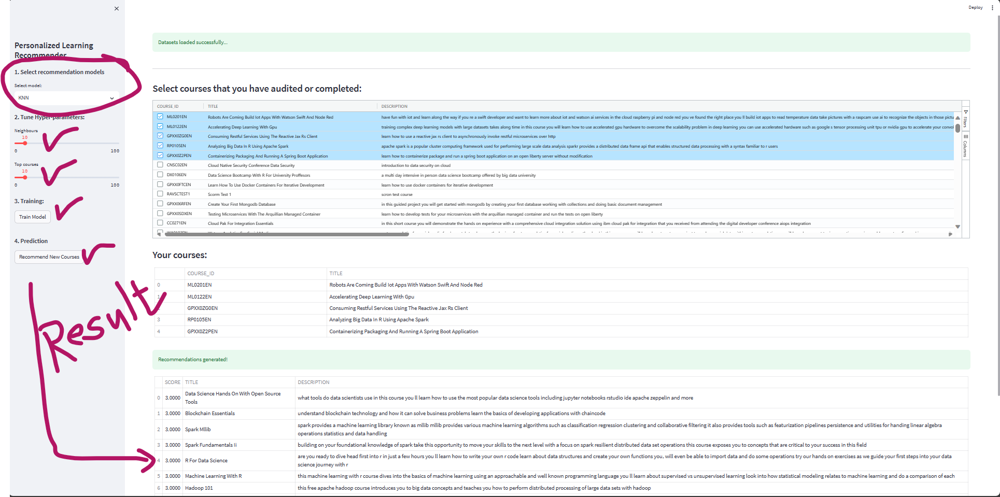 Deploy
Personalized Learning
Recommender
1. Select recommendation models
Select model:
KNN
2. Tune Hyper-parameters:
Neighbours
10
0 100
Top courses
10
0 100
3. Training:
Train Model
4. Prediction
Recommend New Courses
Result
Datasets loaded successfully...
Select courses that you have audited or completed:
COURSE_ID TITLE DESCRIPTION
ML0201EN Robots Are Coming Build Iot Apps With Watson Swift And Node Red have fun with iot and learn along the way if you re a swift developer and want to learn more about iot and watson ai services in the cloud raspberry pi and node red you ve found the right place you ll build iot apps to read temperature data take pictures with a raspcam use ai to recognize the objects in those pictu
ML0122EN Accelerating Deep Learning With Gpu training complex deep learning models with large datasets takes along time in this course you will learn how to use accelerated gpu hardware to overcome the scalability problem in deep learning you can use accelerated hardware such as google s tensor processing unit tpu or nvidia gpu to accelerate your convol
GPXX0ZG0EN Consuming Restful Services Using The Reactive Jax Rs Client learn how to use a reactive jax rs client to asynchronously invoke restful microservices over http
RP0105EN Analyzing Big Data In R Using Apache Spark apache spark is a popular cluster computing framework used for performing large scale data analysis sparkr provides a distributed data frame api that enables structured data processing with a syntax familiar to r users
GPXX0Z2PEN Containerizing Packaging And Running A Spring Boot Application learn how to containerize package and run a spring boot application on an open liberty server without modification
CNSC02EN Cloud Native Security Conference Data Security introduction to data security on cloud
DX0106EN Data Science Bootcamp With R For University Proffesors a multi day intensive in person data science bootcamp offered by big data university
GPXX0FTCEN Learn How To Use Docker Containers For Iterative Development learn how to use docker containers for iterative development
RAVSCTEST1 Scorm Test 1 scron test course
GPXX06RFEN Create Your First Mongodb Database in this guided project you will get started with mongodb by creating your first database working with collections and doing basic document management
GPXX0SDXEN Testing Microservices With The Arquillian Managed Container learn how to develop tests for your microservices with the arquillian managed container and run the tests on open liberty
CC0271EN Cloud Pak For Integration Essentials in this short course you will demonstrate the hands on experience with a comprehensive cloud integration solution using ibm cloud pak for integration that you received from attending the digital developer conference aiops integration
Filters
Columns
Your courses:
COURSE_ID TITLE
0 ML0201EN Robots Are Coming Build Iot Apps With Watson Swift And Node Red
1 ML0122EN Accelerating Deep Learning With Gpu
GPXX0ZG0EN Consuming Restful Services Using The Reactive Jax Rs Client
3 RP0105EN Analyzing Big Data In R Using Apache Spark
4 GPXX0Z2PEN Containerizing Packaging And Running A Spring Boot Application
Recommendations generated!
SCORE TITLE DESCRIPTION
0 3.0000 Data Science Hands On With Open Source
Tools
what tools do data scientists use in this course you ll learn how to use the most popular data science tools including jupyter notebooks rstudio ide apache zeppelin and more
1 3.0000 Blockchain Essentials understand blockchain technology and how it can solve business problems learn the basics of developing applications with chaincode
2 3.0000 Spark Mllib
spark provides a machine learning library known as mllib mllib provides various machine learning algorithms such as classification regression clustering and collaborative filtering it also provides tools such as featurization pipelines persistence and utilities for handing linear algebra
operations statistics and data handling
3 3.0000 Spark Fundamentals Ii building on your foundational knowledge of spark take this opportunity to move your skills to the next level with a focus on spark resilient distributed data set operations this course exposes you to concepts that are critical to your success in this field
4 3.0000 R For Data Science
are you ready to dive head first into r in just a few hours you ll learn how to write your own r code learn about data structures and create your own functions you, will even be able to import data and do some operations try our hands on exercises as we guide your first steps into your data
science journey with r
5 3.0000 Machine Learning With R this machine learning with r course dives into the basics of machine learning using an approachable and well known programming language you ll learn about supervised vs unsupervised learning look into how statistical modeling relates to machine learning and do a comparison of each
6 3.0000 Hadoop 101 this free apache hadoop course introduces you to big data concepts and teaches you how to perform distributed processing of large data sets with hadoop